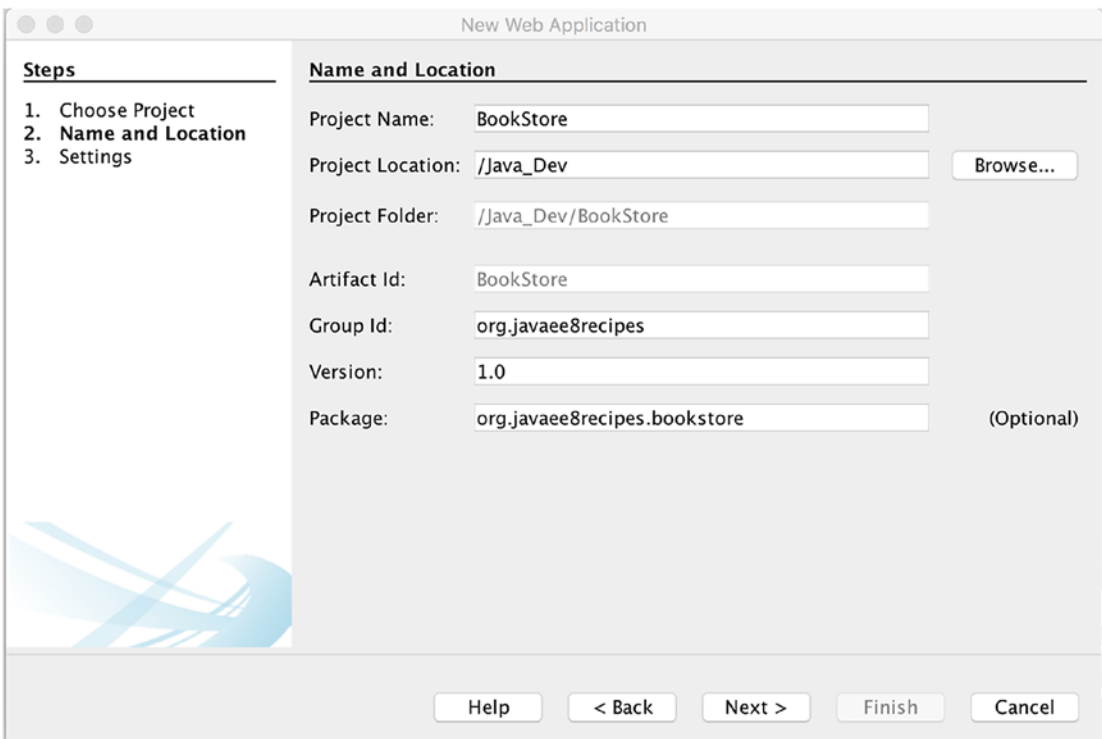 New Web Application
Steps
1. Choose Project
2. Name and Location
3. Settings
Name and Location
Project Name: BookStore
Project Location: /Java_Dev Browse...
Project Folder: /Java_Dev/BookStore
Artifact Id: BookStore
Group Id: org.javaee8recipes
Version: 1.0
Package: org.javaee8recipes.bookstore (Optional)
Help < Back Next > Finish Cancel